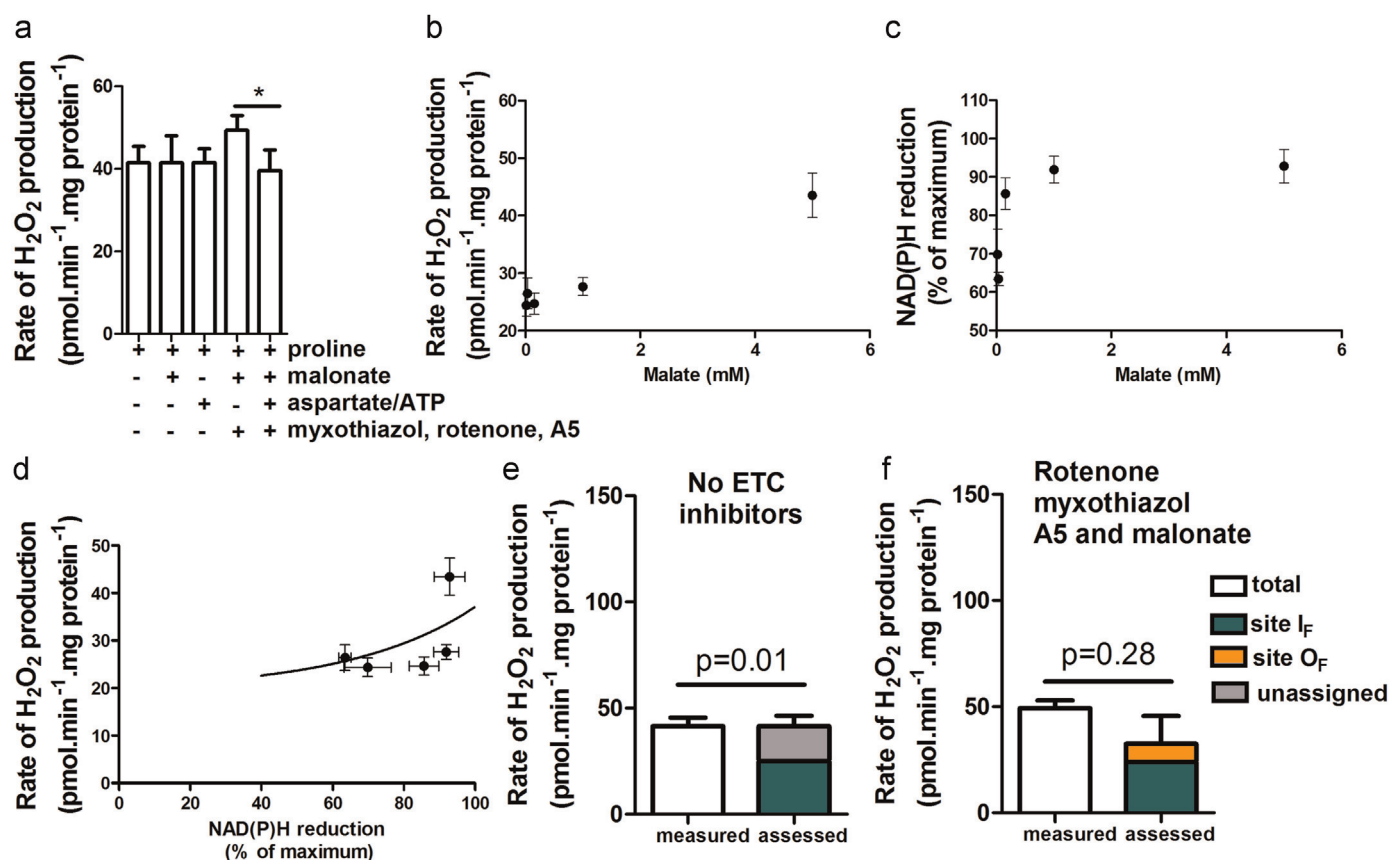 a
Rate of H2O2 production
(pmol.min-1.mg protein-1)
60
40
20
0
*
+ + + + + proline
- + - + + malonate
- - + - + aspartate/ATP
- - - + + myxothiazol, rotenone, A5
b
Rate of H2O2 production
(pmol.min-1.mg protein-1)
60
50
40
30
20
0 2 4 6
Malate (mM)
c
NAD(P)H reduction
(% of maximum)
110
100
90
80
70
60
50
0 2 4 6
Malate (mM)
d
Rate of H2O2 production
(pmol.min-1.mg protein-1)
50
40
30
20
10
0
0 20 40 60 80 100
NAD(P)H reduction
(% of maximum)
e
No ETC
inhibitors
Rate of H2O2 production
(pmol.min-1.mg protein-1)
150
100
50
0
p=0.01
measured assessed
f
Rotenone
myxothiazol
A5 and malonate
Rate of H2O2 production
(pmol.min-1.mg protein-1)
150
100
50
0
p=0.28
measured assessed
total
site IF
site OF
unassigned